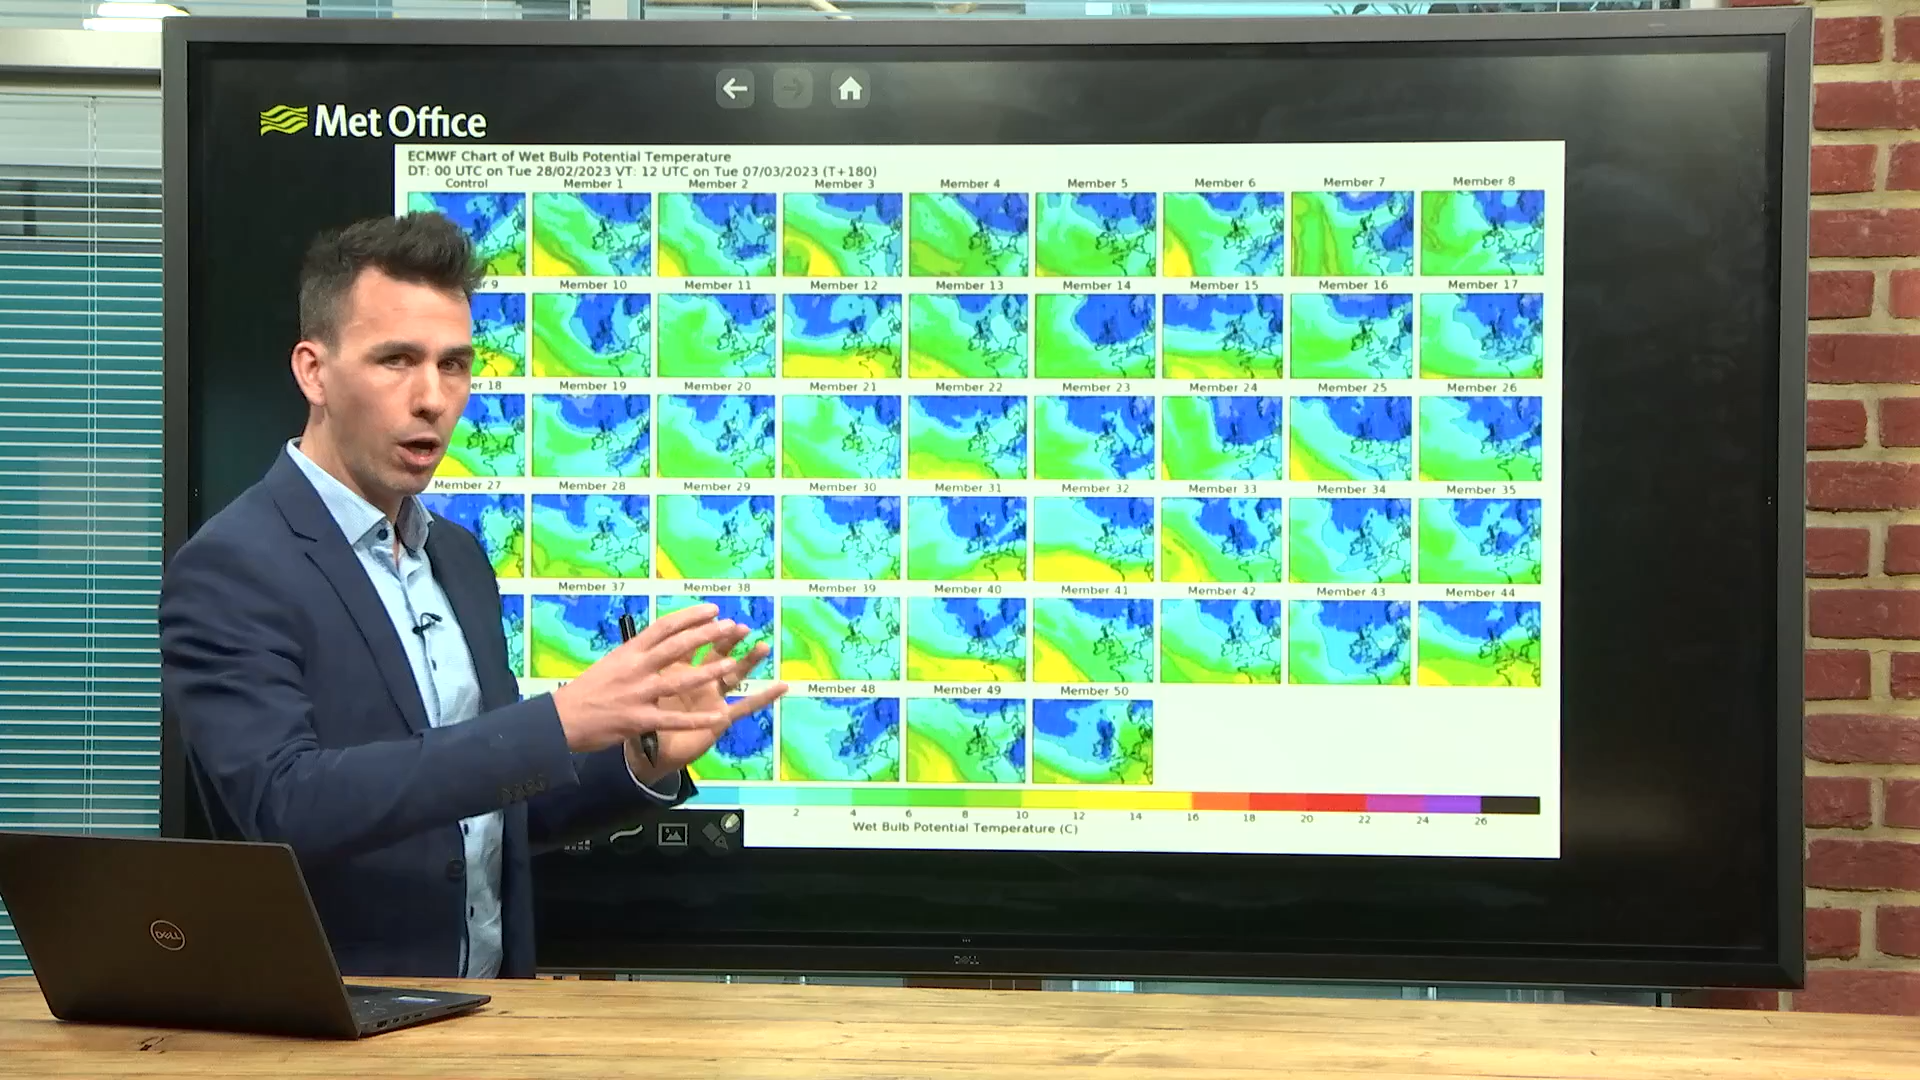 Met Office
ECMWF Chart of Wet Bulb Potential Temperature
DT: 00 UTC on Tue 28/02/2023 VT: 12 UTC on Tue 07/03/2023 (T+180)
Control Member 1 Member 2 Member 3 Member 4 Member 5 Member 6 Member 7 Member 8
r 9 Member 10 Member 11 Member 12 Member 13 Member 14 Member 15 Member 16 Member 17
er 18 Member 19 Member 20 Member 21 Member 22 Member 23 Member 24 Member 25 Member 26
Member 27 Member 28 Member 29 Member 30 Member 31 Member 32 Member 33 Member 34 Member 35
Member 37 Member 38 Member 39 Member 40 Member 41 Member 42 Member 43 Member 44
47 Member 48 Member 49 Member 50
2 4 6 8 10 12 14 16 18 20 22 24 26
Wet Bulb Potential Temperature (C)
DELL
DELL